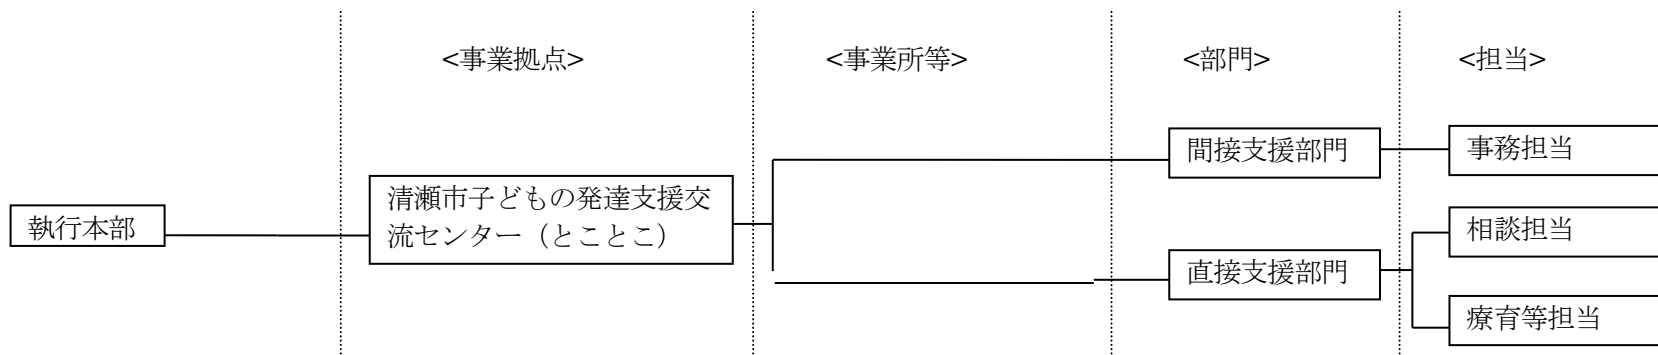 <事業拠点>
<事業所等>
<部門>
<担当>
間接支援部門
事務担当
清瀬市子どもの発達支援交
流センター（とことこ）
執行本部
相談担当
直接支援部門
療育等担当